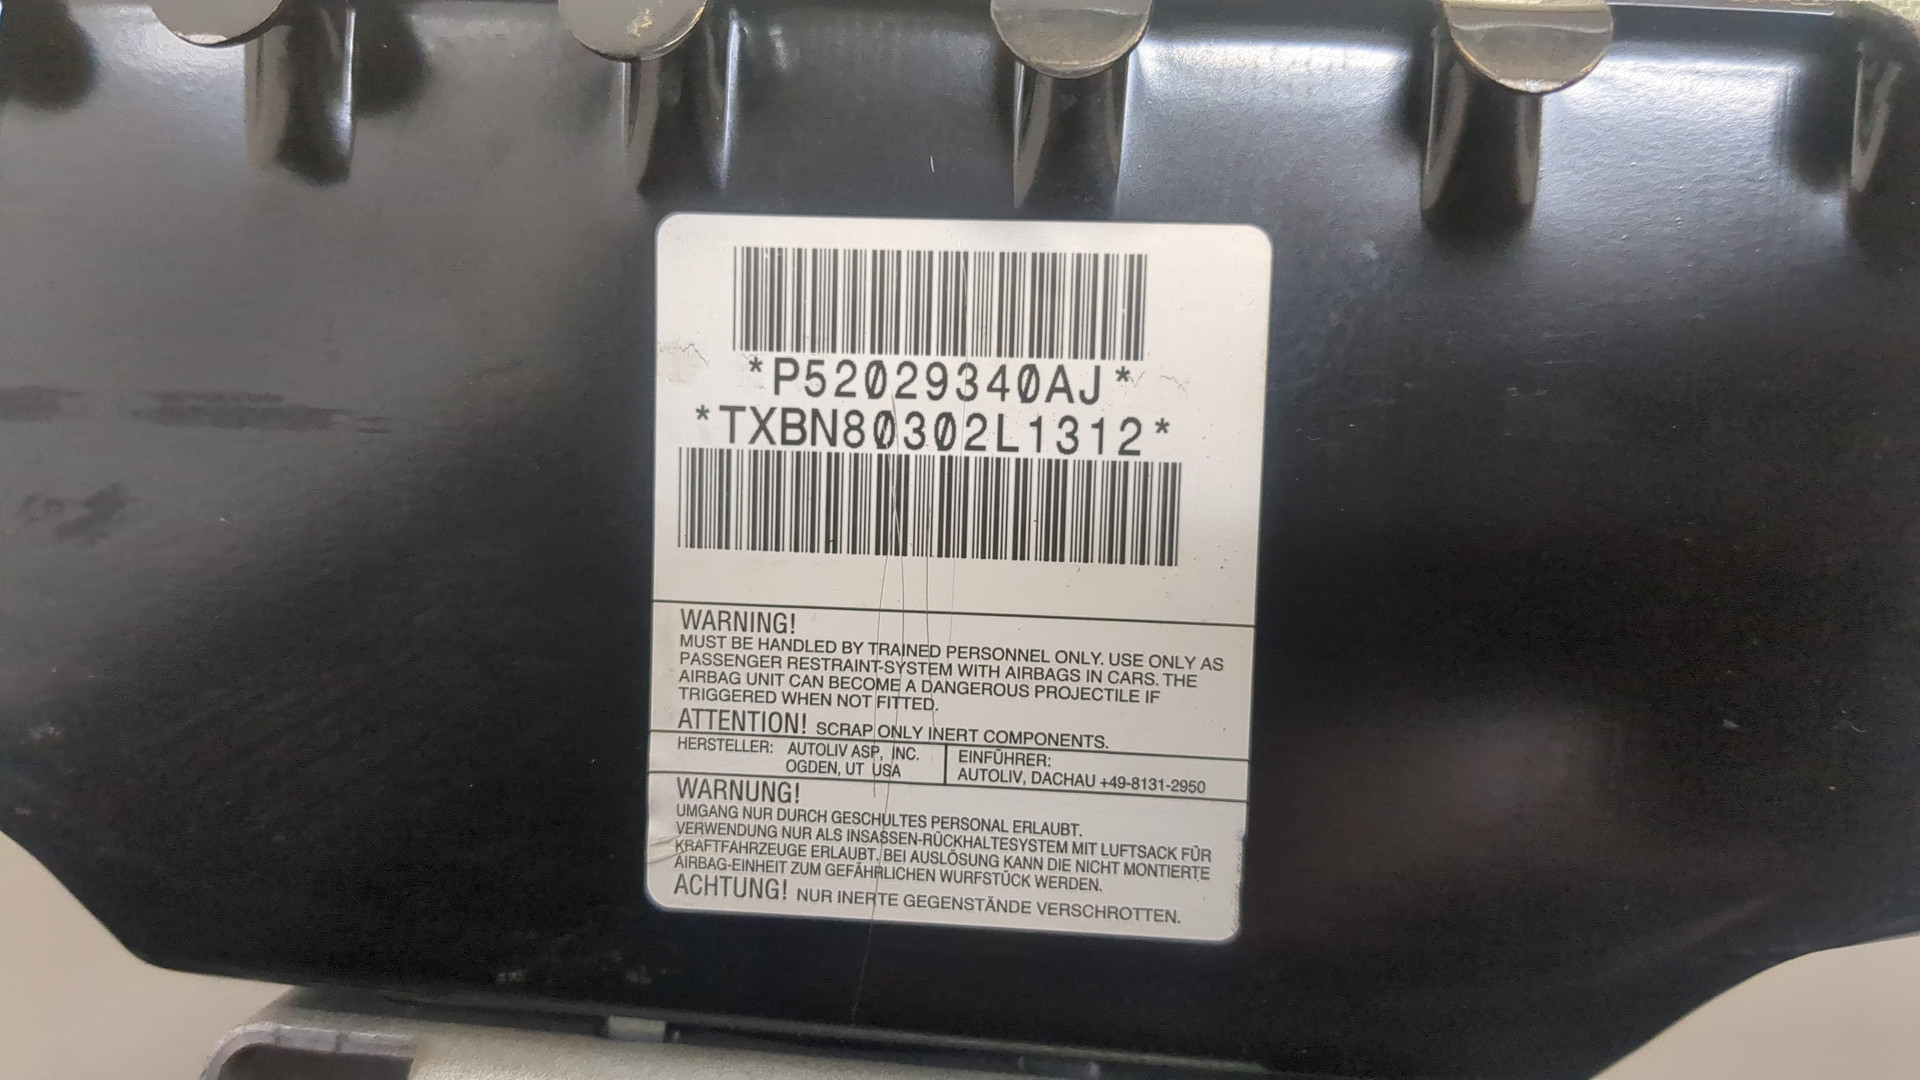 *P52029340AJ*
*TXBN80302L1312*
WARNING!
MUST BE HANDLED BY TRAINED PERSONNEL ONLY. USE ONLY AS
PASSENGER RESTRAINT-SYSTEM WITH AIRBAGS IN CARS. THE
AIRBAG UNIT CAN BECOME A DANGEROUS PROJECTILE IF
TRIGGERED WHEN NOT FITTED.
ATTENTION! SCRAP ONLY INERT COMPONENTS.
HERSTELLER: AUTOLIV ASP, INC.
OGDEN, UT USA
EINFÜHRER:
AUTOLIV, DACHAU +49-8131-2950
WARNUNG!
UMGANG NUR DURCH GESCHULTES PERSONAL ERLAUBT.
VERWENDUNG NUR ALS INSASSEN-RÜCKHALTESYSTEM MIT LUFTSACK FÜR
KRAFTFAHRZEUGE ERLAUBT. BEI AUSLÖSUNG KANN DIE NICHT MONTIERTE
AIRBAG-EINHEIT ZUM GEFÄHRLICHEN WURFSTÜCK WERDEN.
ACHTUNG! NUR INERTE GEGENSTÄNDE VERSCHROTTEN.